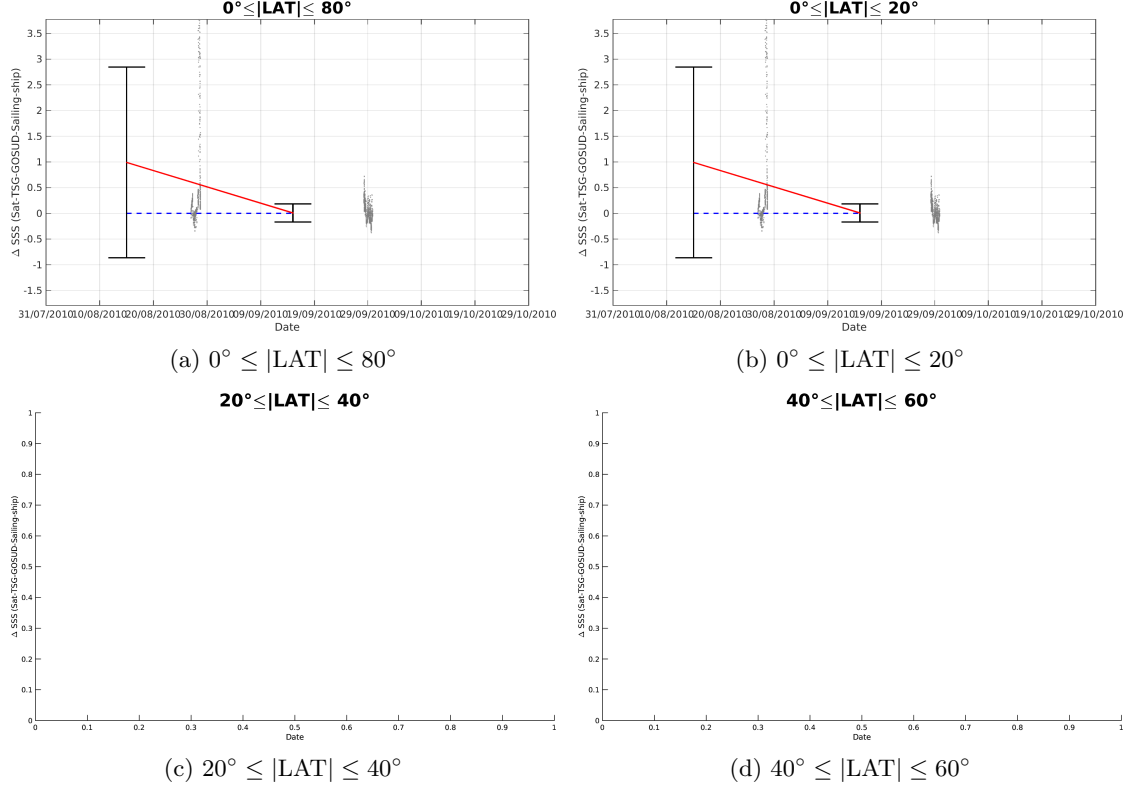 0°≤|LAT|≤ 80°
3.5
3
2.5
2
1.5
1
0.5
0
-0.5
-1
-1.5
Δ SSS (Sat-TSG-GOSUD-Sailing-ship)
31/07/2010 10/08/2010 20/08/2010 30/08/2010 09/09/2010 19/09/2010 29/09/2010 09/10/2010 19/10/2010 29/10/2010
Date
(a) 0° ≤ |LAT| ≤ 80°
0°≤|LAT|≤ 20°
3.5
3
2.5
2
1.5
1
0.5
0
-0.5
-1
-1.5
Δ SSS (Sat-TSG-GOSUD-Sailing-ship)
31/07/2010 10/08/2010 20/08/2010 30/08/2010 09/09/2010 19/09/2010 29/09/2010 09/10/2010 19/10/2010 29/10/2010
Date
(b) 0° ≤ |LAT| ≤ 20°
20°≤|LAT|≤ 40°
1
0.9
0.8
0.7
0.6
0.5
0.4
0.3
0.2
0.1
0
Δ SSS (Sat-TSG-GOSUD-Sailing-ship)
0 0.1 0.2 0.3 0.4 0.5 0.6 0.7 0.8 0.9 1
Date
(c) 20° ≤ |LAT| ≤ 40°
40°≤|LAT|≤ 60°
1
0.9
0.8
0.7
0.6
0.5
0.4
0.3
0.2
0.1
0
Δ SSS (Sat-TSG-GOSUD-Sailing-ship)
0 0.1 0.2 0.3 0.4 0.5 0.6 0.7 0.8 0.9 1
Date
(d) 40° ≤ |LAT| ≤ 60°